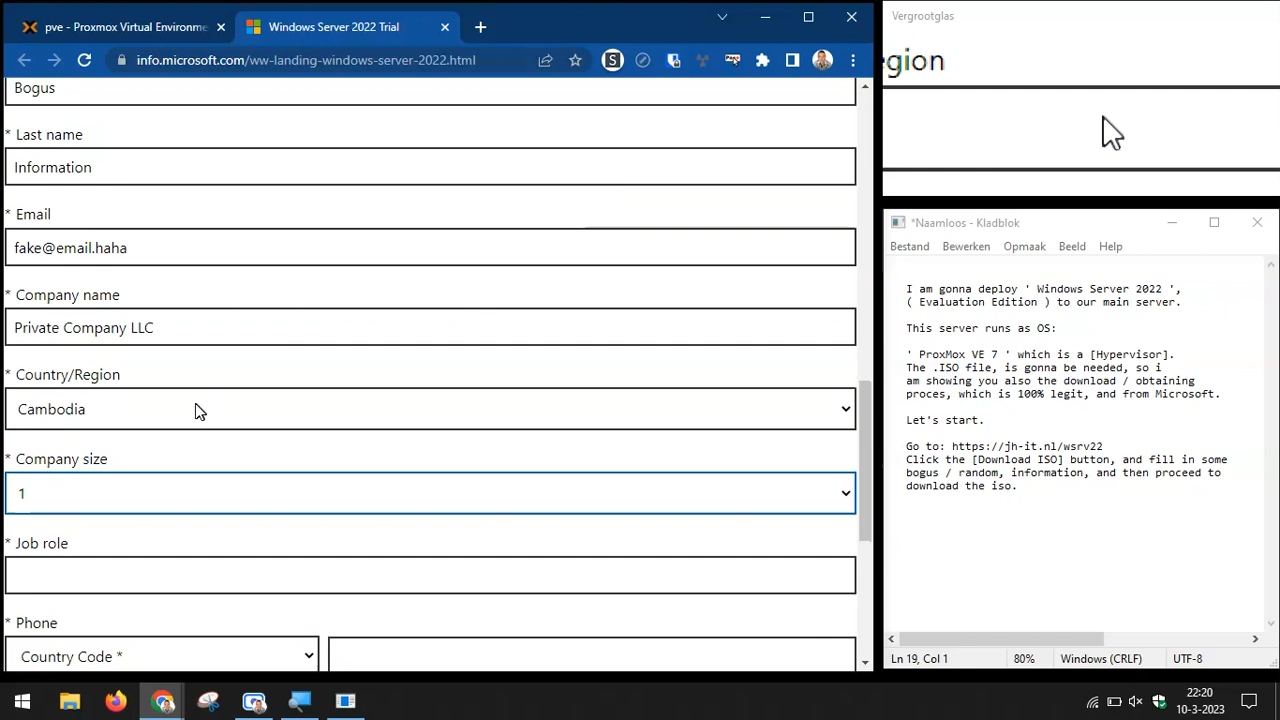 pve - Proxmox Virtual Environme
Windows Server 2022 Trial
info.microsoft.com/ww-landing-windows-server-2022.html
Bogus
* Last name
Information
* Email
fake@email.haha
* Company name
Private Company LLC
* Country/Region
Cambodia
* Company size
1
* Job role
* Phone
Country Code *
Vergrootglas
egion
*Naamloos - Kladblok
Bestand Bewerken Opmaak Beeld Help
I am gonna deploy ' Windows Server 2022 ',
( Evaluation Edition ) to our main server.
This server runs as OS:
' ProxMox VE 7 ' which is a [Hypervisor].
The .ISO file, is gonna be needed, so i
am showing you also the download / obtaining
proces, which is 100% legit, and from Microsoft.
Let's start.
Go to: https://jh-it.nl/wsrv22
Click the [Download ISO] button, and fill in some
bogus / random, information, and then proceed to
download the iso.
Ln 19, Col 1 80% Windows (CRLF) UTF-8
22:20
10-3-2023